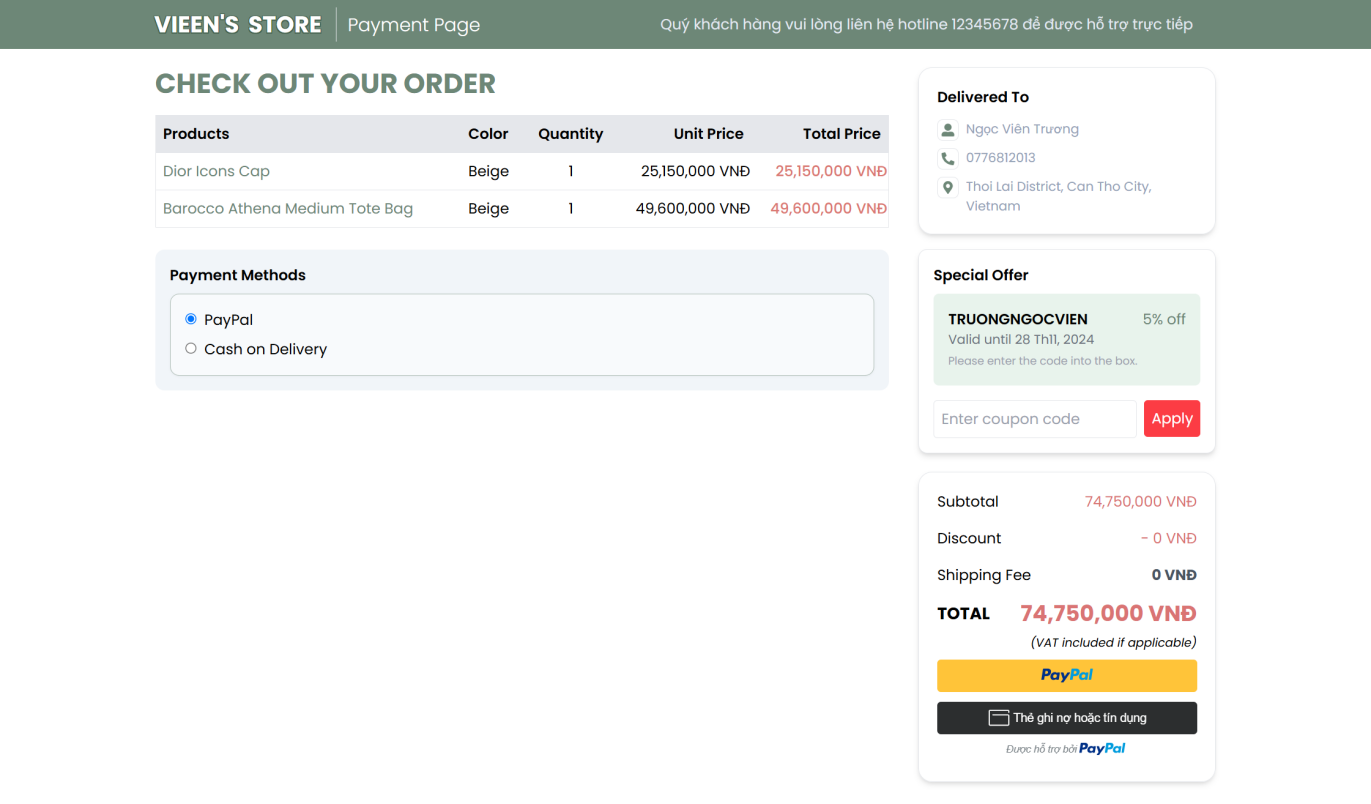 VIEEN'S STORE Payment Page Quý khách hàng vui lòng liên hệ hotline 12345678 để được hỗ trợ trực tiếp
CHECK OUT YOUR ORDER
Products Color Quantity Unit Price Total Price
Dior Icons Cap Beige 1 25,150,000 VNĐ 25,150,000 VNĐ
Barocco Athena Medium Tote Bag Beige 1 49,600,000 VNĐ 49,600,000 VNĐ
Payment Methods
PayPal
Cash on Delivery
Delivered To
Ngọc Viên Trương
0776812013
Thoi Lai District, Can Tho City,
Vietnam
Special Offer
TRUONGNGOCVIEN 5% off
Valid until 28 Th11, 2024
Please enter the code into the box.
Enter coupon code Apply
Subtotal 74,750,000 VNĐ
Discount - 0 VNĐ
Shipping Fee 0 VNĐ
TOTAL 74,750,000 VNĐ
(VAT included if applicable)
PayPal
Thẻ ghi nợ hoặc tín dụng
Được hỗ trợ bởi PayPal